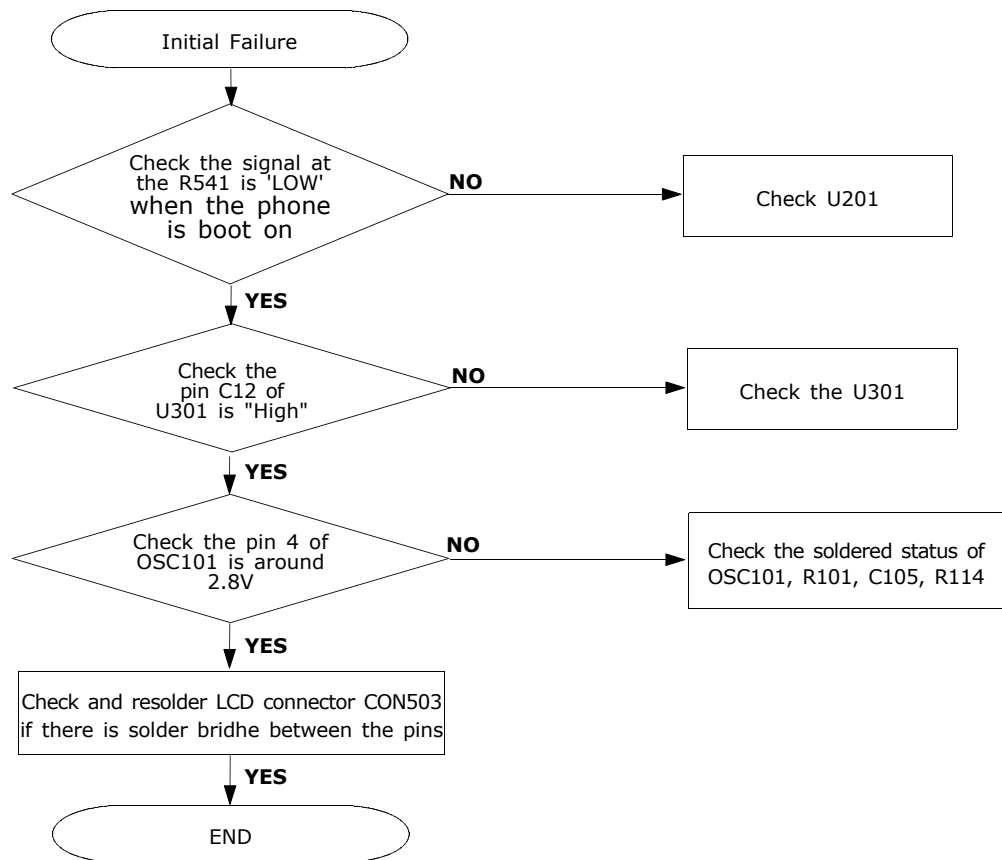 Initial Failure
Check the signal at
the R541 is 'LOW'
when the phone
is boot on
NO
Check U201
YES
Check the
pin C12 of
U301 is "High"
NO
Check the U301
YES
Check the pin 4 of
OSC101 is around
2.8V
NO
Check the soldered status of
OSC101, R101, C105, R114
YES
Check and resolder LCD connector CON503
if there is solder bridhe between the pins
YES
END